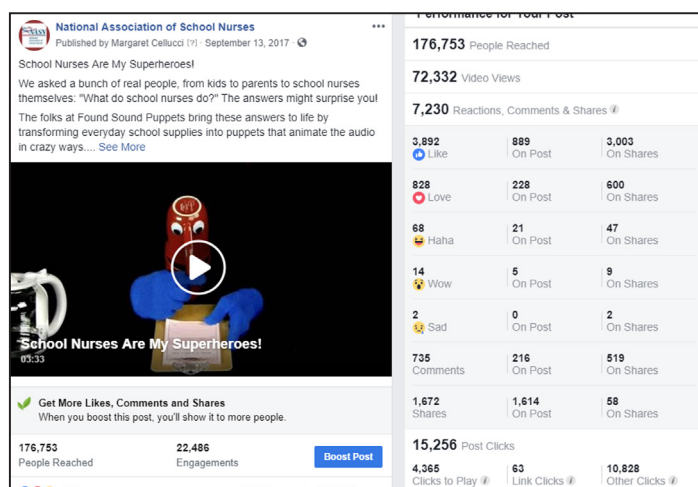 National Association of School Nurses
Published by Margaret Cellucci [?] · September 13, 2017 ·
School Nurses Are My Superheroes!
We asked a bunch of real people, from kids to parents to school nurses
themselves: "What do school nurses do?" The answers might surprise you!
The folks at Found Sound Puppets bring these answers to life by
transforming everyday school supplies into puppets that animate the audio
in crazy ways.... See More
School Nurses Are My Superheroes!
03:33
Get More Likes, Comments and Shares
When you boost this post, you'll show it to more people.
176,753
People Reached
22,486
Engagements
Boost Post
Performance for Your Post
176,753 People Reached
72,332 Video Views
7,230 Reactions, Comments & Shares
3,892 889 3,003
Like On Post On Shares
828 228 600
Love On Post On Shares
68 21 47
Haha On Post On Shares
14 5 9
Wow On Post On Shares
2 0 2
Sad On Post On Shares
735 216 519
Comments On Post On Shares
1,672 1,614 58
Shares On Post On Shares
15,256 Post Clicks
4,365 63 10,828
Clicks to Play Link Clicks Other Clicks